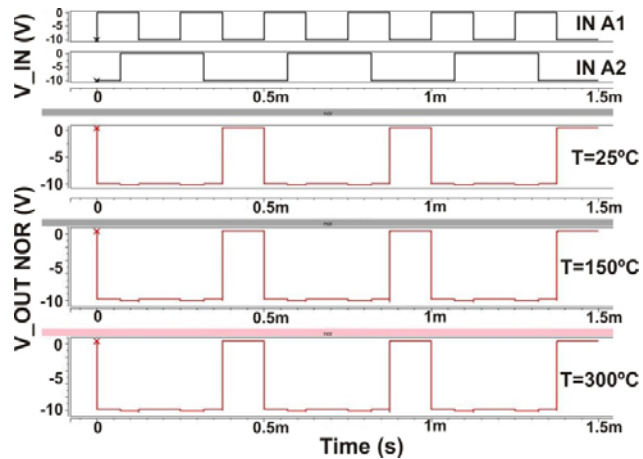 V_IN (V)
0
-5
-10
IN A1
0
-5
-10
IN A2
0
0.5m
1m
1.5m
nor
V_OUT NOR (V)
0
-5
-10
T=25ºC
0
0.5m
1m
1.5m
0
-5
-10
T=150ºC
0
0.5m
1m
1.5m
nor
0
-5
-10
T=300ºC
0
0.5m
1m
1.5m
Time (s)